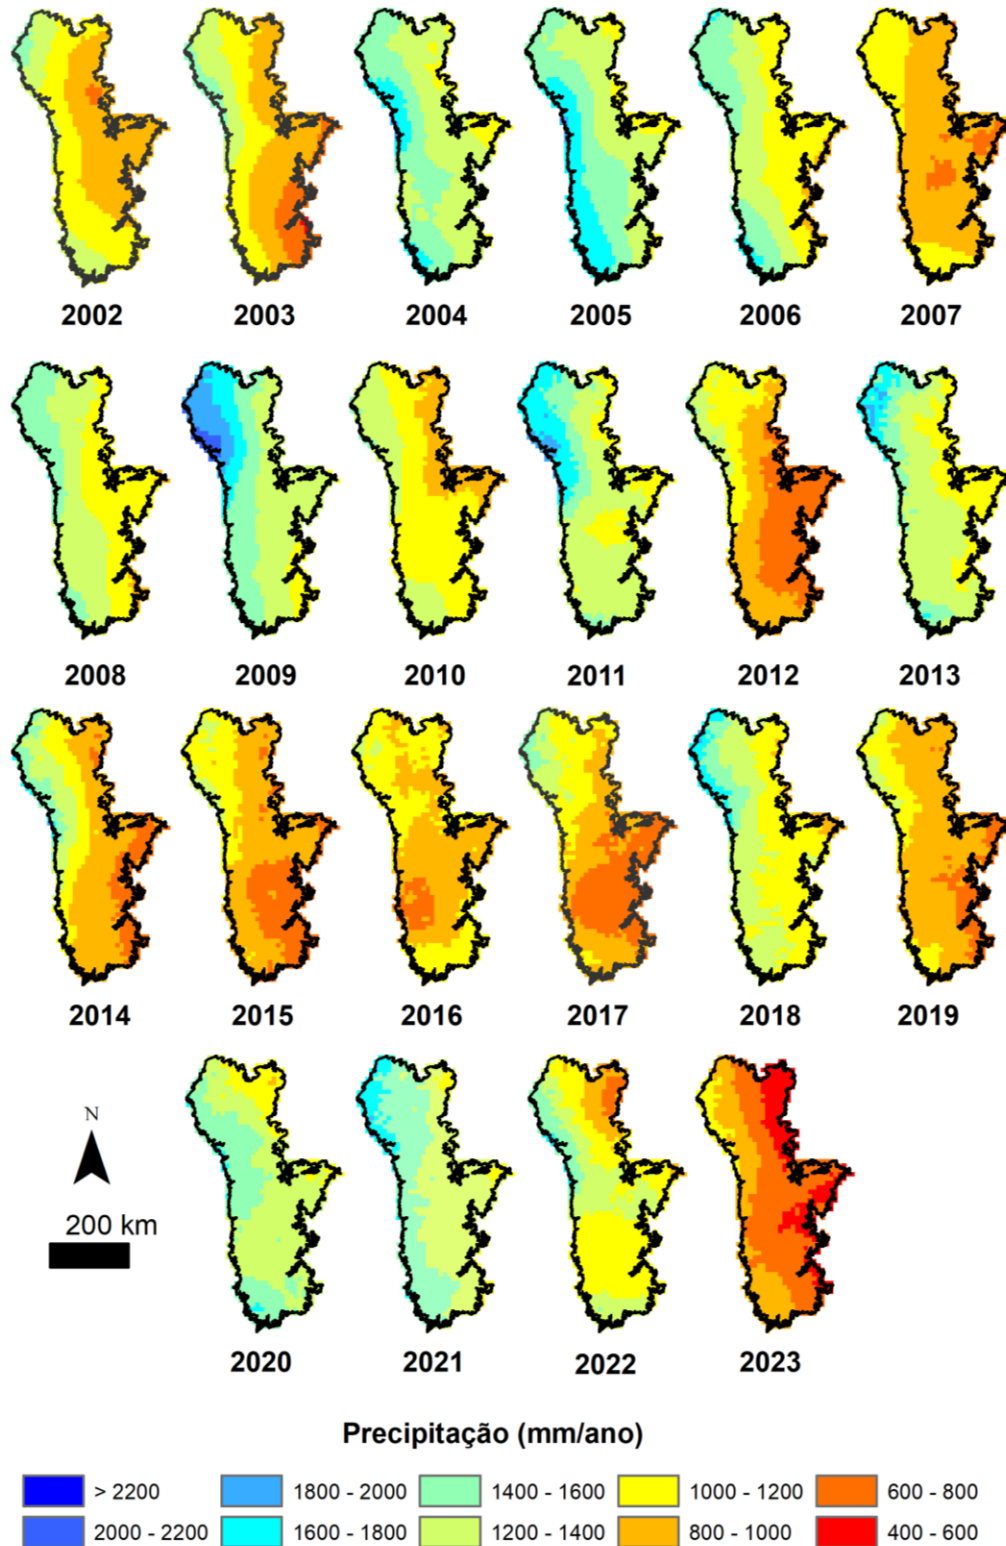 2002 2003 2004 2005 2006 2007
2008 2009 2010 2011 2012 2013
2014 2015 2016 2017 2018 2019
N
200 km
2020 2021 2022 2023
Precipitação (mm/ano)
> 2200 1800 - 2000 1400 - 1600 1000 - 1200 600 - 800
2000 - 2200 1600 - 1800 1200 - 1400 800 - 1000 400 - 600